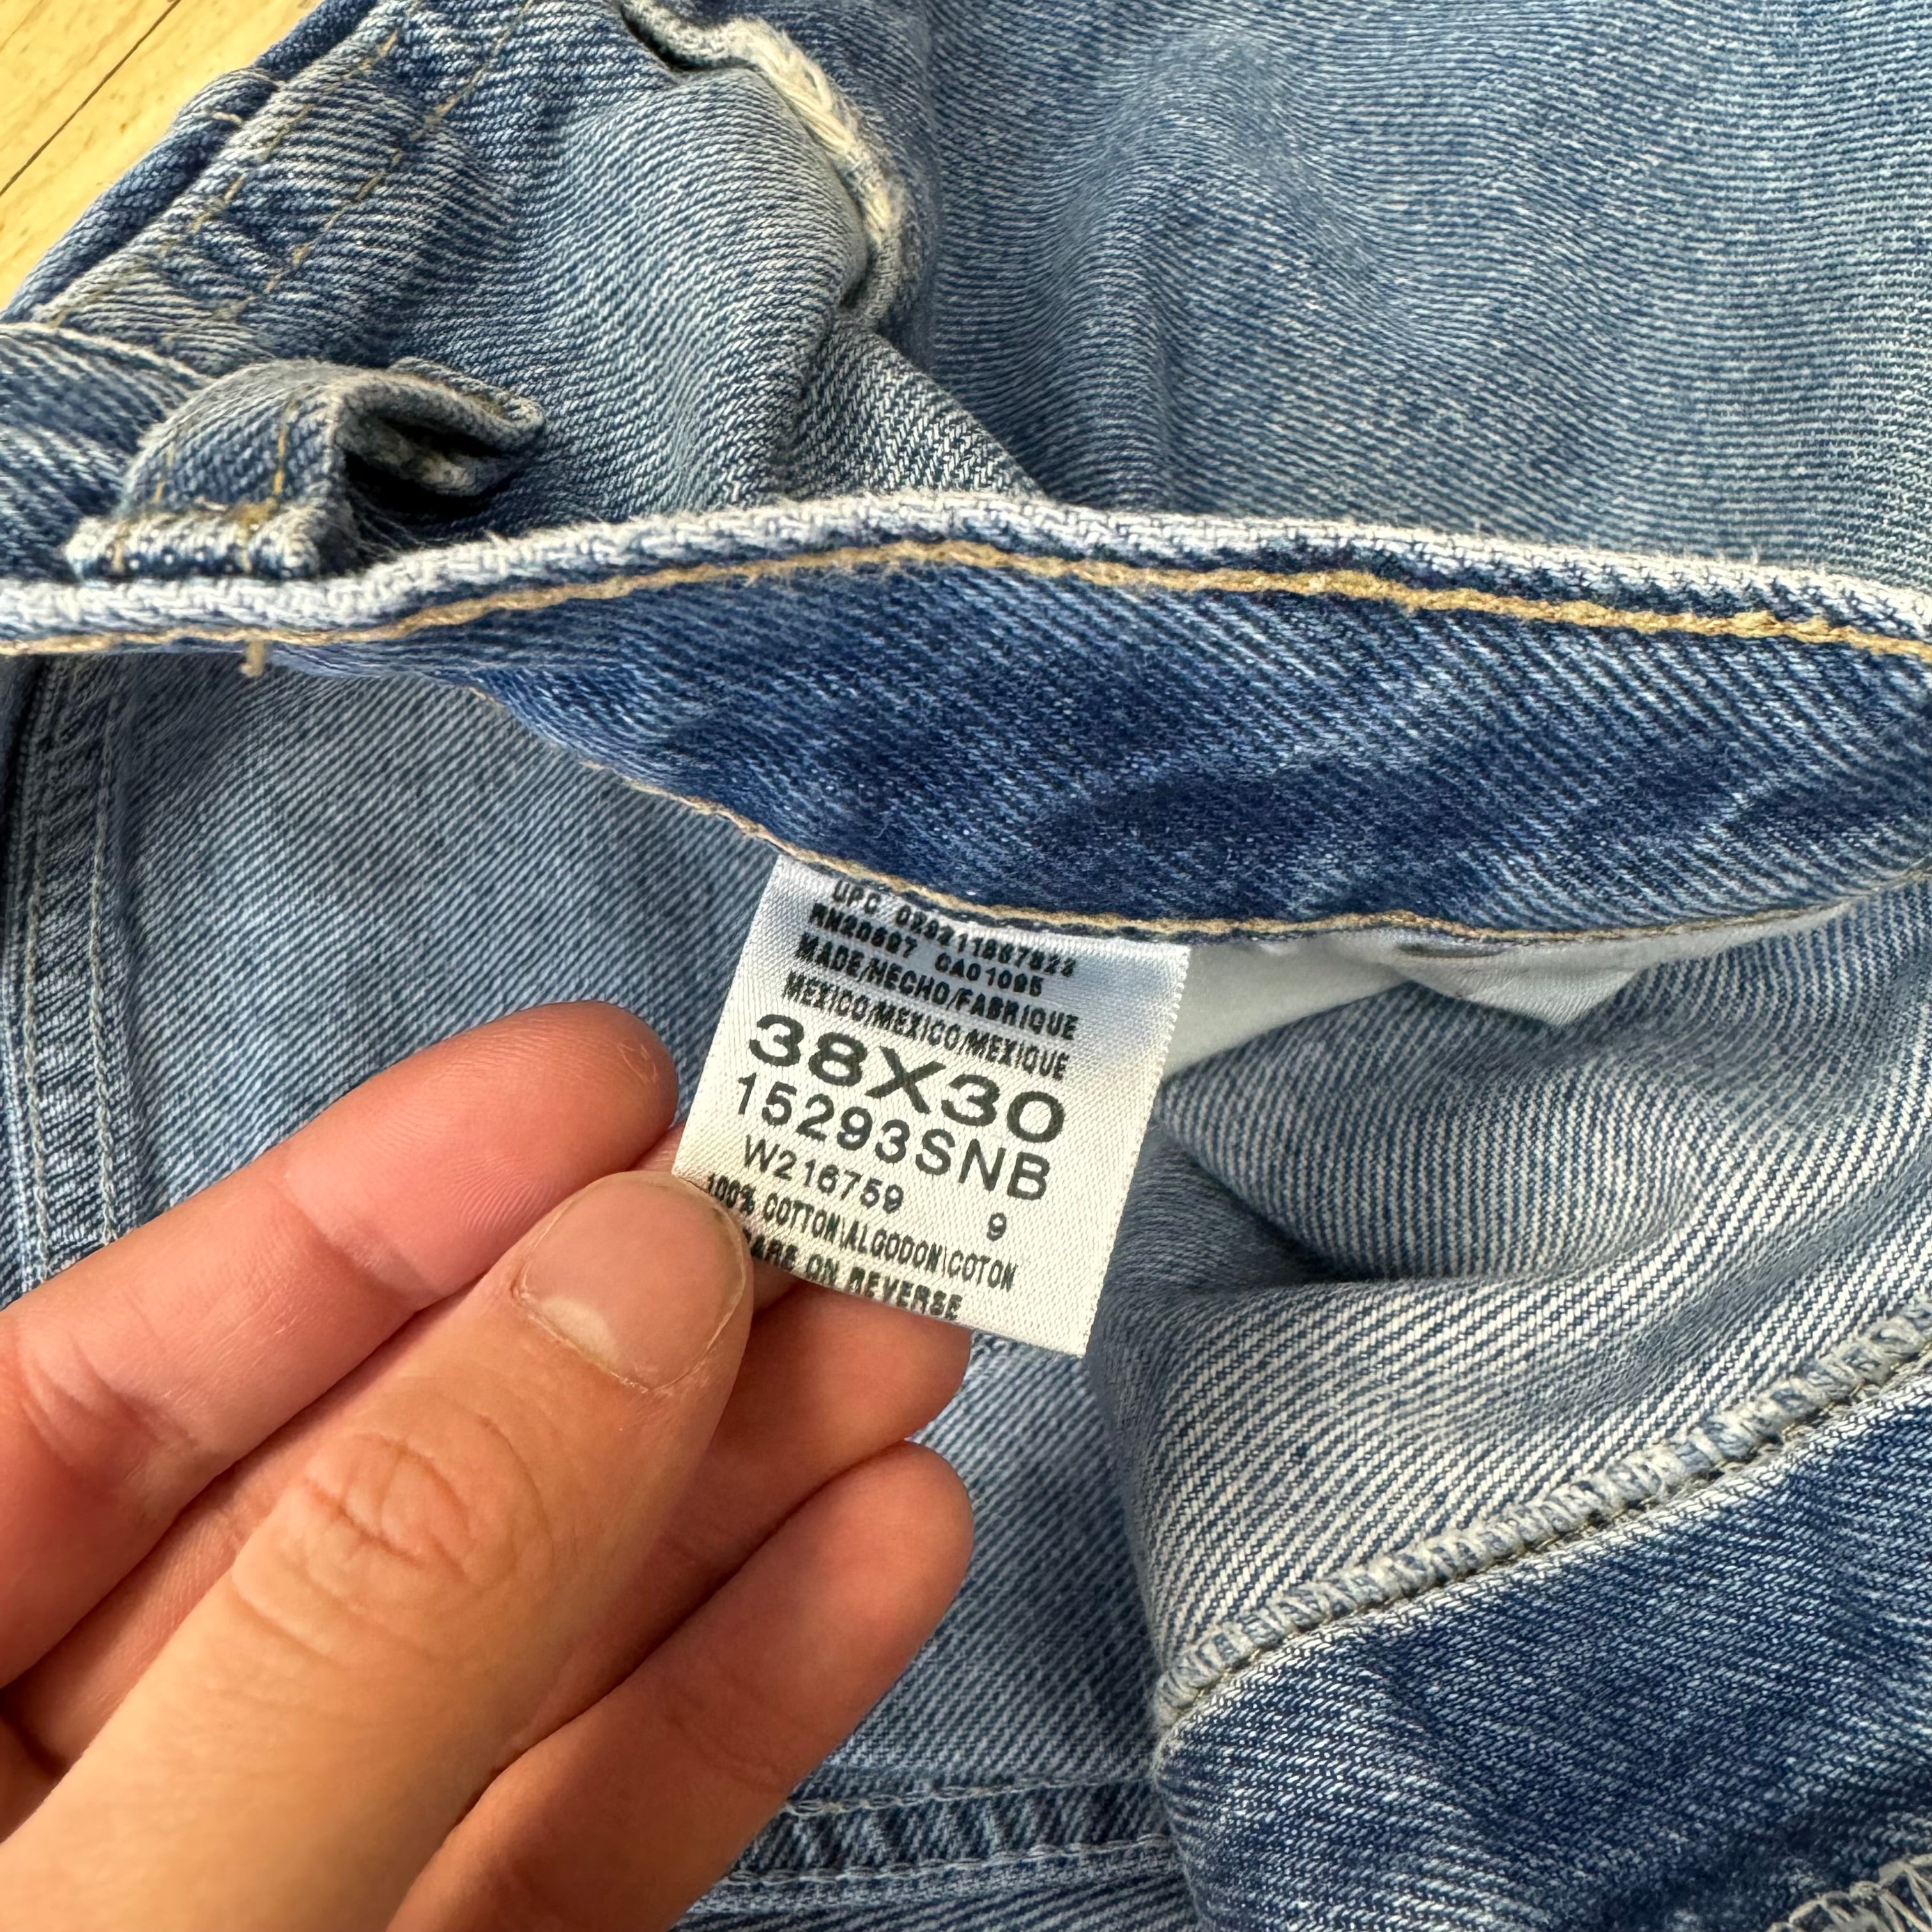 UPC
RN20697 CA01095
MADE/HECHO/FABRIQUE
MEXICO/MEXICO/MEXIQUE
38X30
15293SNB
W216759 9
100% COTTON\ALGODON\COTON
ON REVERSE